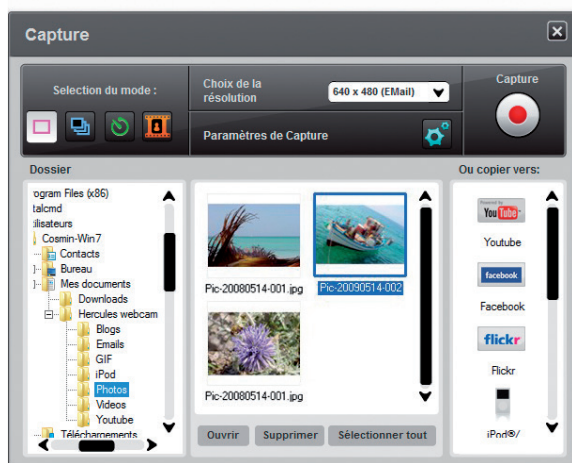 Capture
Selection du mode :
Choix de la
résolution
640 x 480 (EMail)
Capture
Paramètres de Capture
Dossier
Ou copier vers:
ogram Files (x86)
talcmd
ilisateurs
Cosmin-Win7
Contacts
Bureau
Mes documents
Downloads
Hercules webcam
Blogs
Emails
GIF
iPod
Photos
Videos
Youtube
Téléchargements
Pic-20080514-001.jpg
Pic-20090514-002
Pic-20080514-001.jpg
Ouvrir
Supprimer
Sélectionner tout
Powered by
You Tube
Youtube
facebook
Facebook
flickr
Flickr
iPod®/